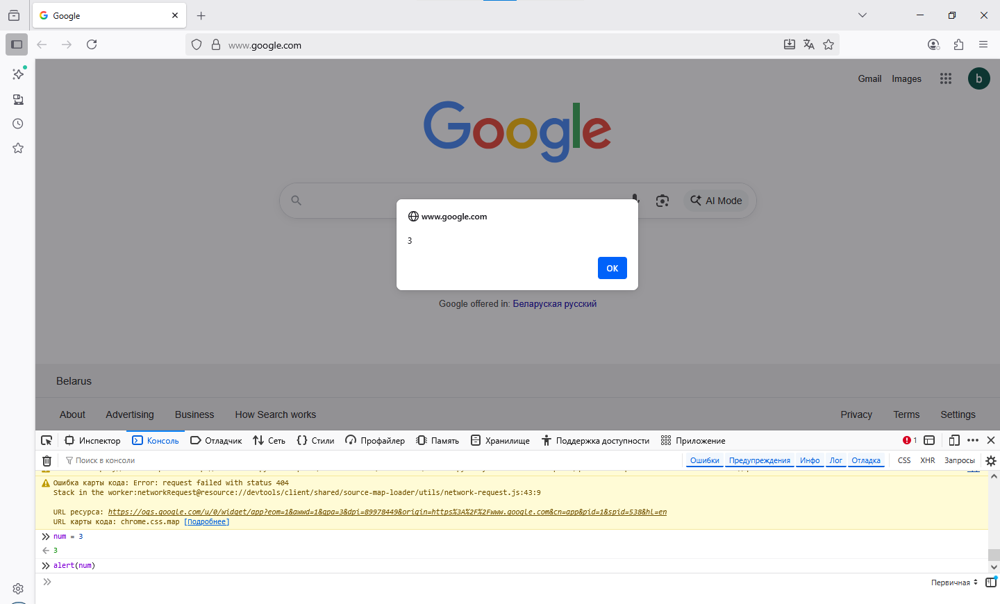 Google
www.google.com
Gmail Images b
Google
AI Mode
www.google.com
3
OK
Google offered in: Беларуская русский
Belarus
About Advertising Business How Search works Privacy Terms Settings
Инспектор Консоль Отладчик Сеть Стили Профайлер Память Хранилище Поддержка доступности Приложение 1
Поиск в консоли Ошибки Предупреждения Инфо Лог Отладка CSS XHR Запросы
Ошибка карты кода: Error: request failed with status 404
Stack in the worker:networkRequest@resource://devtools/client/shared/source-map-loader/utils/network-request.js:43:9
URL ресурса: https://ogs.google.com/u/0/widget/app?eom=1&awwd=1&gpa=3&dpi=89978449&origin=https%3A%2F%2Fwww.google.com&cn=app&pid=1&spid=538&hl=en
URL карты кода: chrome.css.map [Подробнее]
num = 3
3
alert(num)
Первичная